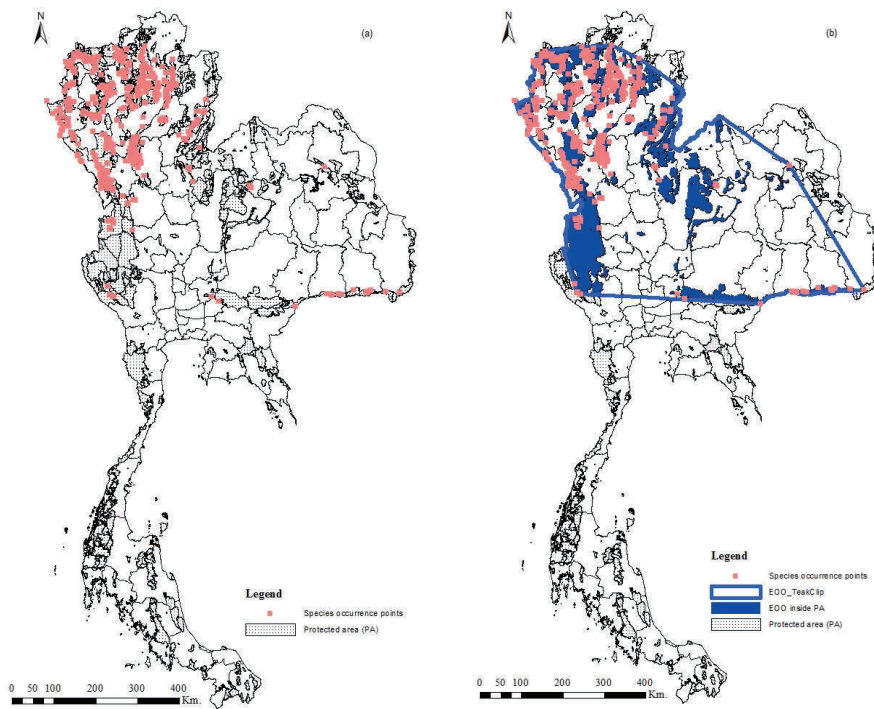 N
(a)
Legend
Species occurrence points
Protected area (PA)
0 50 100 200 300 400
Km.
N
(b)
Legend
Species occurrence points
EOO_TeakClip
EOO inside PA
Protected area (PA)
0 50 100 200 300 400
Km.